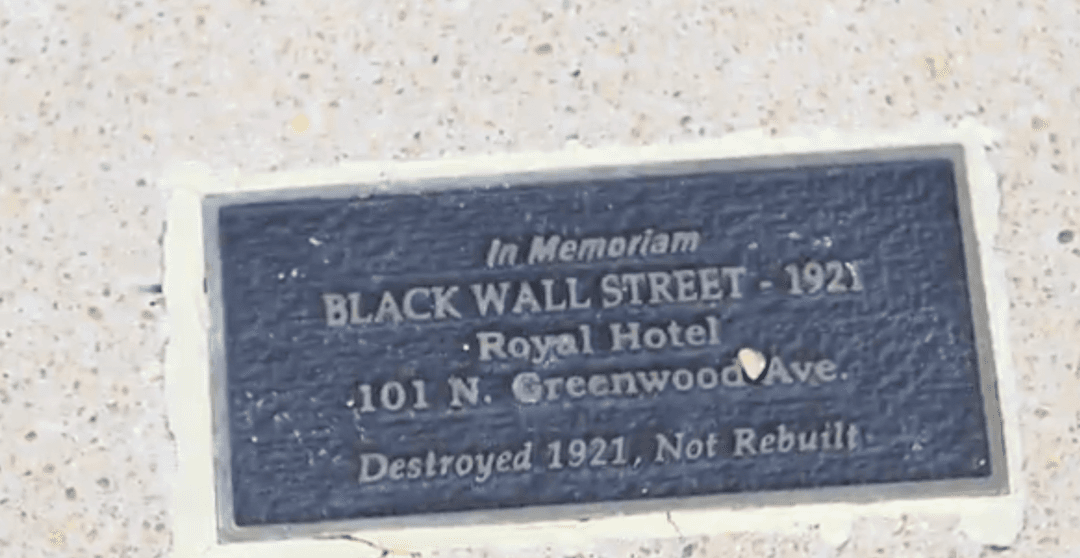 In Memoriam
BLACK WALL STREET - 1921
Royal Hotel
101 N. Greenwood Ave.
Destroyed 1921, Not Rebuilt